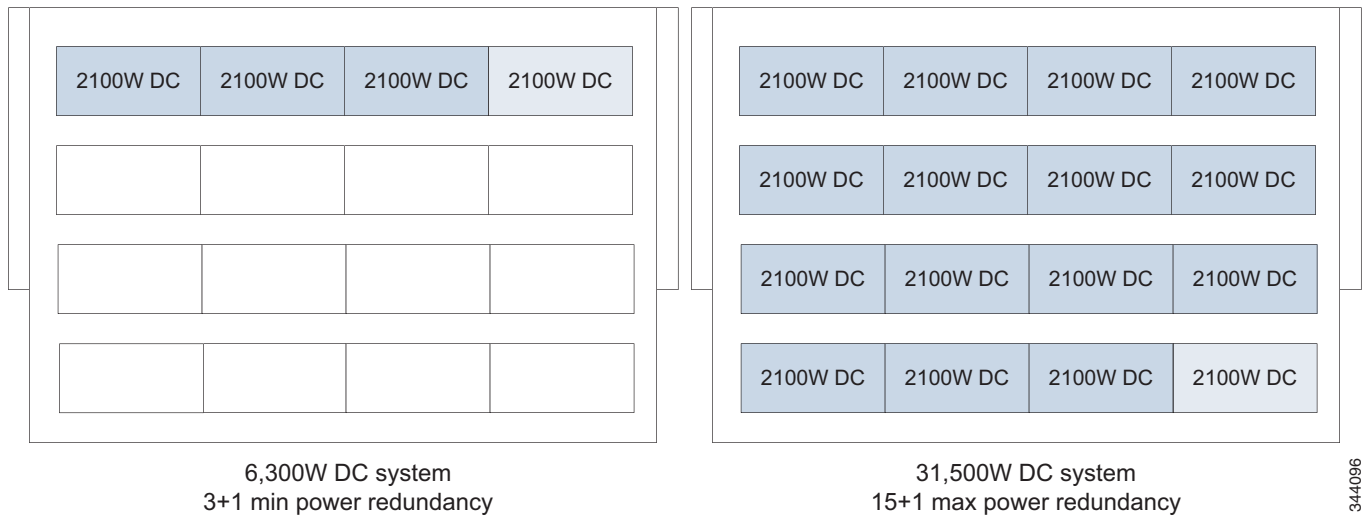 2100W DC 2100W DC 2100W DC 2100W DC
6,300W DC system
3+1 min power redundancy
2100W DC 2100W DC 2100W DC 2100W DC
2100W DC 2100W DC 2100W DC 2100W DC
2100W DC 2100W DC 2100W DC 2100W DC
2100W DC 2100W DC 2100W DC 2100W DC
31,500W DC system
15+1 max power redundancy
344096